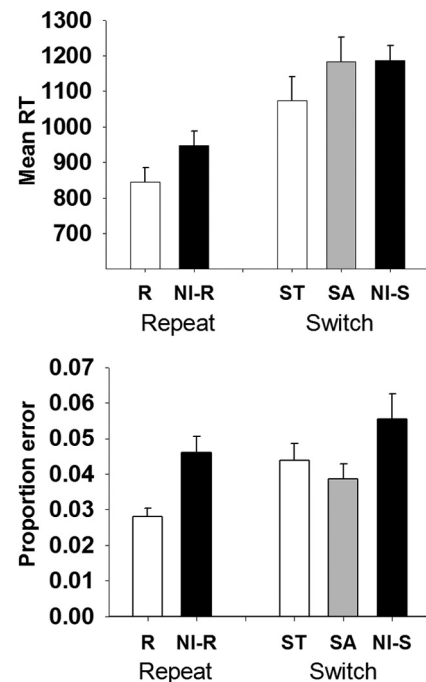 Mean RT
1300
1200
1100
1000
900
800
700
R NI-R ST SA NI-S
Repeat Switch
Proportion error
0.07
0.06
0.05
0.04
0.03
0.02
0.01
0.00
R NI-R ST SA NI-S
Repeat Switch